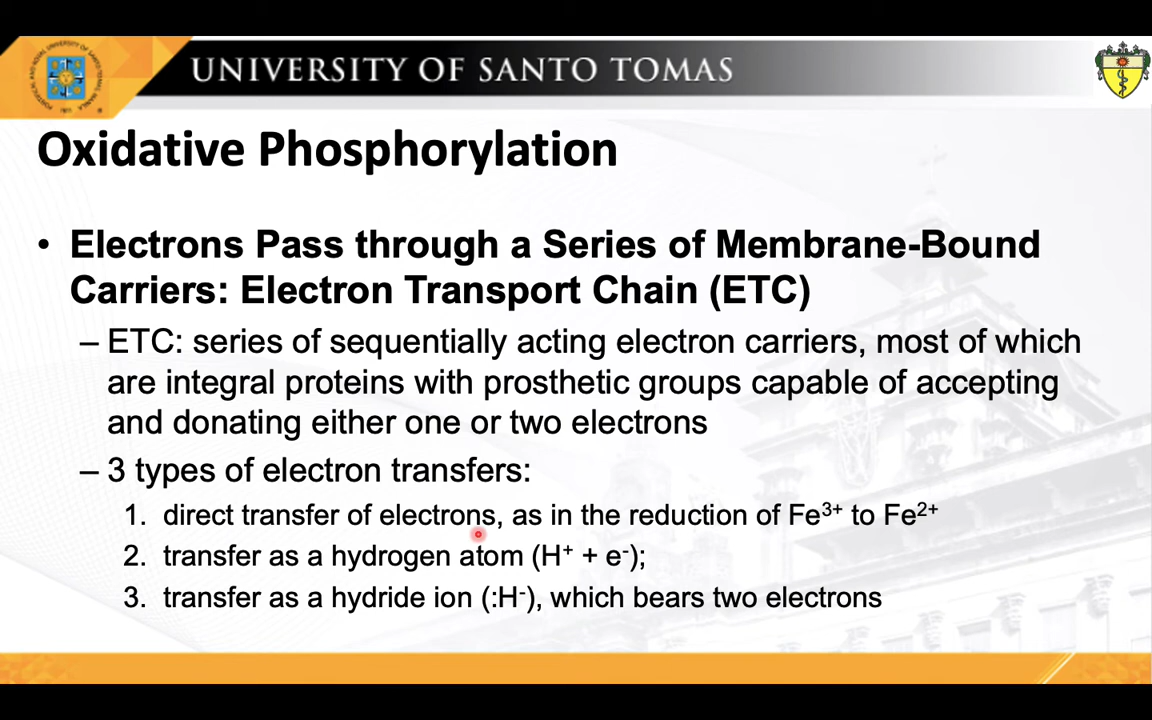 UNIVERSITY OF SANTO TOMAS
Oxidative Phosphorylation
• Electrons Pass through a Series of Membrane-Bound
Carriers: Electron Transport Chain (ETC)
– ETC: series of sequentially acting electron carriers, most of which
are integral proteins with prosthetic groups capable of accepting
and donating either one or two electrons
– 3 types of electron transfers:
1. direct transfer of electrons, as in the reduction of Fe³⁺ to Fe²⁺
2. transfer as a hydrogen atom (H⁺ + e⁻);
3. transfer as a hydride ion (:H⁻), which bears two electrons